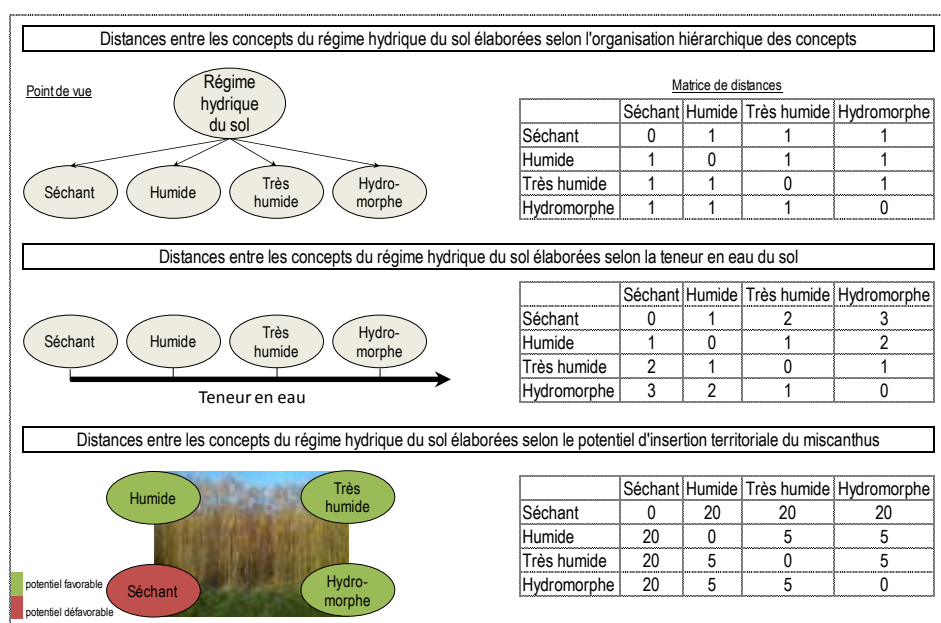 Distances entre les concepts du régime hydrique du sol élaborées selon l'organisation hiérarchique des concepts
Point de vue
Régime
hydrique
du sol
Séchant
Humide
Très
humide
Hydro-
morphe
Matrice de distances
Séchant Humide Très humide Hydromorphe
Séchant 0 1 1 1
Humide 1 0 1 1
Très humide 1 1 0 1
Hydromorphe 1 1 1 0
Distances entre les concepts du régime hydrique du sol élaborées selon la teneur en eau du sol
Séchant
Humide
Très
humide
Hydro-
morphe
Teneur en eau
Séchant Humide Très humide Hydromorphe
Séchant 0 1 2 3
Humide 1 0 1 2
Très humide 2 1 0 1
Hydromorphe 3 2 1 0
Distances entre les concepts du régime hydrique du sol élaborées selon le potentiel d'insertion territoriale du miscanthus
Humide
Très
humide
Séchant
Hydro-
morphe
potentiel favorable
potentiel défavorable
Séchant Humide Très humide Hydromorphe
Séchant 0 20 20 20
Humide 20 0 5 5
Très humide 20 5 0 5
Hydromorphe 20 5 5 0